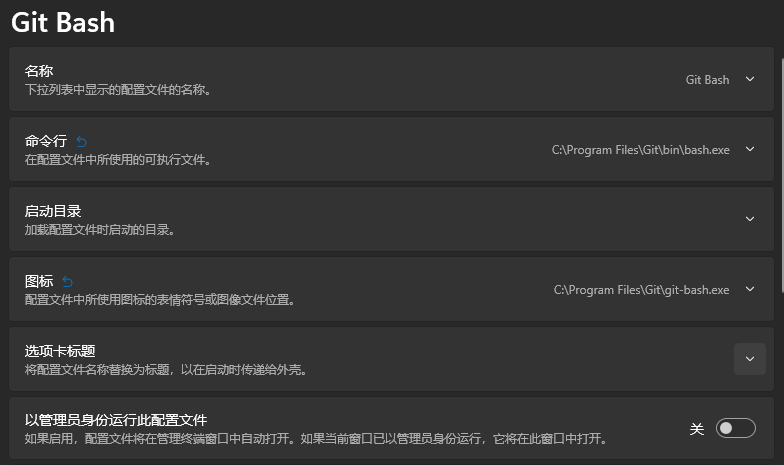 Git Bash
名称
下拉列表中显示的配置文件的名称。
Git Bash
命令行
在配置文件中所使用的可执行文件。
C:\Program Files\Git\bin\bash.exe
启动目录
加载配置文件时启动的目录。
图标
配置文件中所使用图标的表情符号或图像文件位置。
C:\Program Files\Git\git-bash.exe
选项卡标题
将配置文件名称替换为标题，以在启动时传递给外壳。
以管理员身份运行此配置文件
如果启用，配置文件将在管理终端窗口中自动打开。如果当前窗口已以管理员身份运行，它将在此窗口中打开。
关